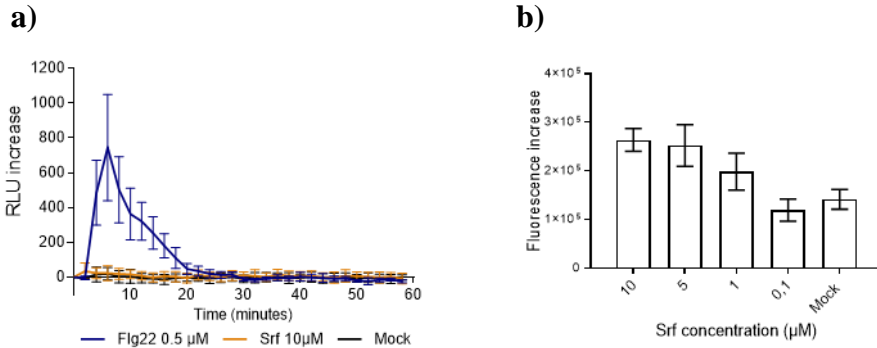 a)
b)
1200
1000
800
600
400
200
0
RLU increase
10
20
30
40
50
60
Time (minutes)
Flg22 0.5 µM
Srf 10µM
Mock
4×10⁵
3×10⁵
2×10⁵
1×10⁵
0
Fluorescence increase
10
5
1
0,1
Mock
Srf concentration (µM)